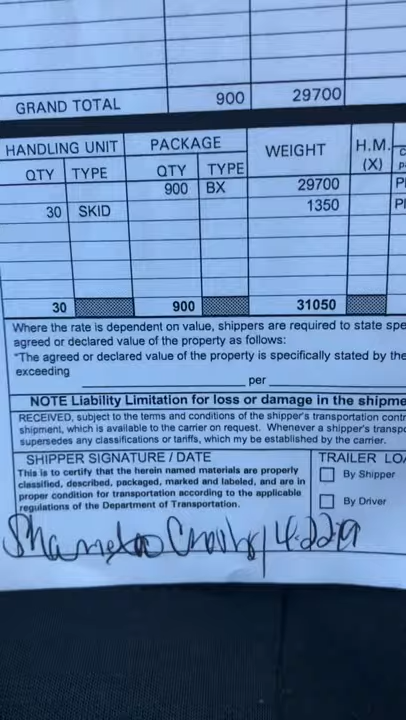 GRAND TOTAL 900 29700
HANDLING UNIT PACKAGE WEIGHT H.M. (X)
QTY TYPE QTY TYPE
900 BX 29700
30 SKID 1350
30 900 31050
Where the rate is dependent on value, shippers are required to state spe
agreed or declared value of the property as follows:
"The agreed or declared value of the property is specifically stated by the
exceeding
per
NOTE Liability Limitation for loss or damage in the shipme
RECEIVED, subject to the terms and conditions of the shipper's transportation contr
shipment, which is available to the carrier on request. Whenever a shipper's transpo
supersedes any classifications or tariffs, which my be established by the carrier.
SHIPPER SIGNATURE / DATE TRAILER LOA
This is to certify that the herein named materials are properly
classified, described, packaged, marked and labeled, and are in
proper condition for transportation according to the applicable
regulations of the Department of Transportation.
By Shipper
By Driver
4.22.19